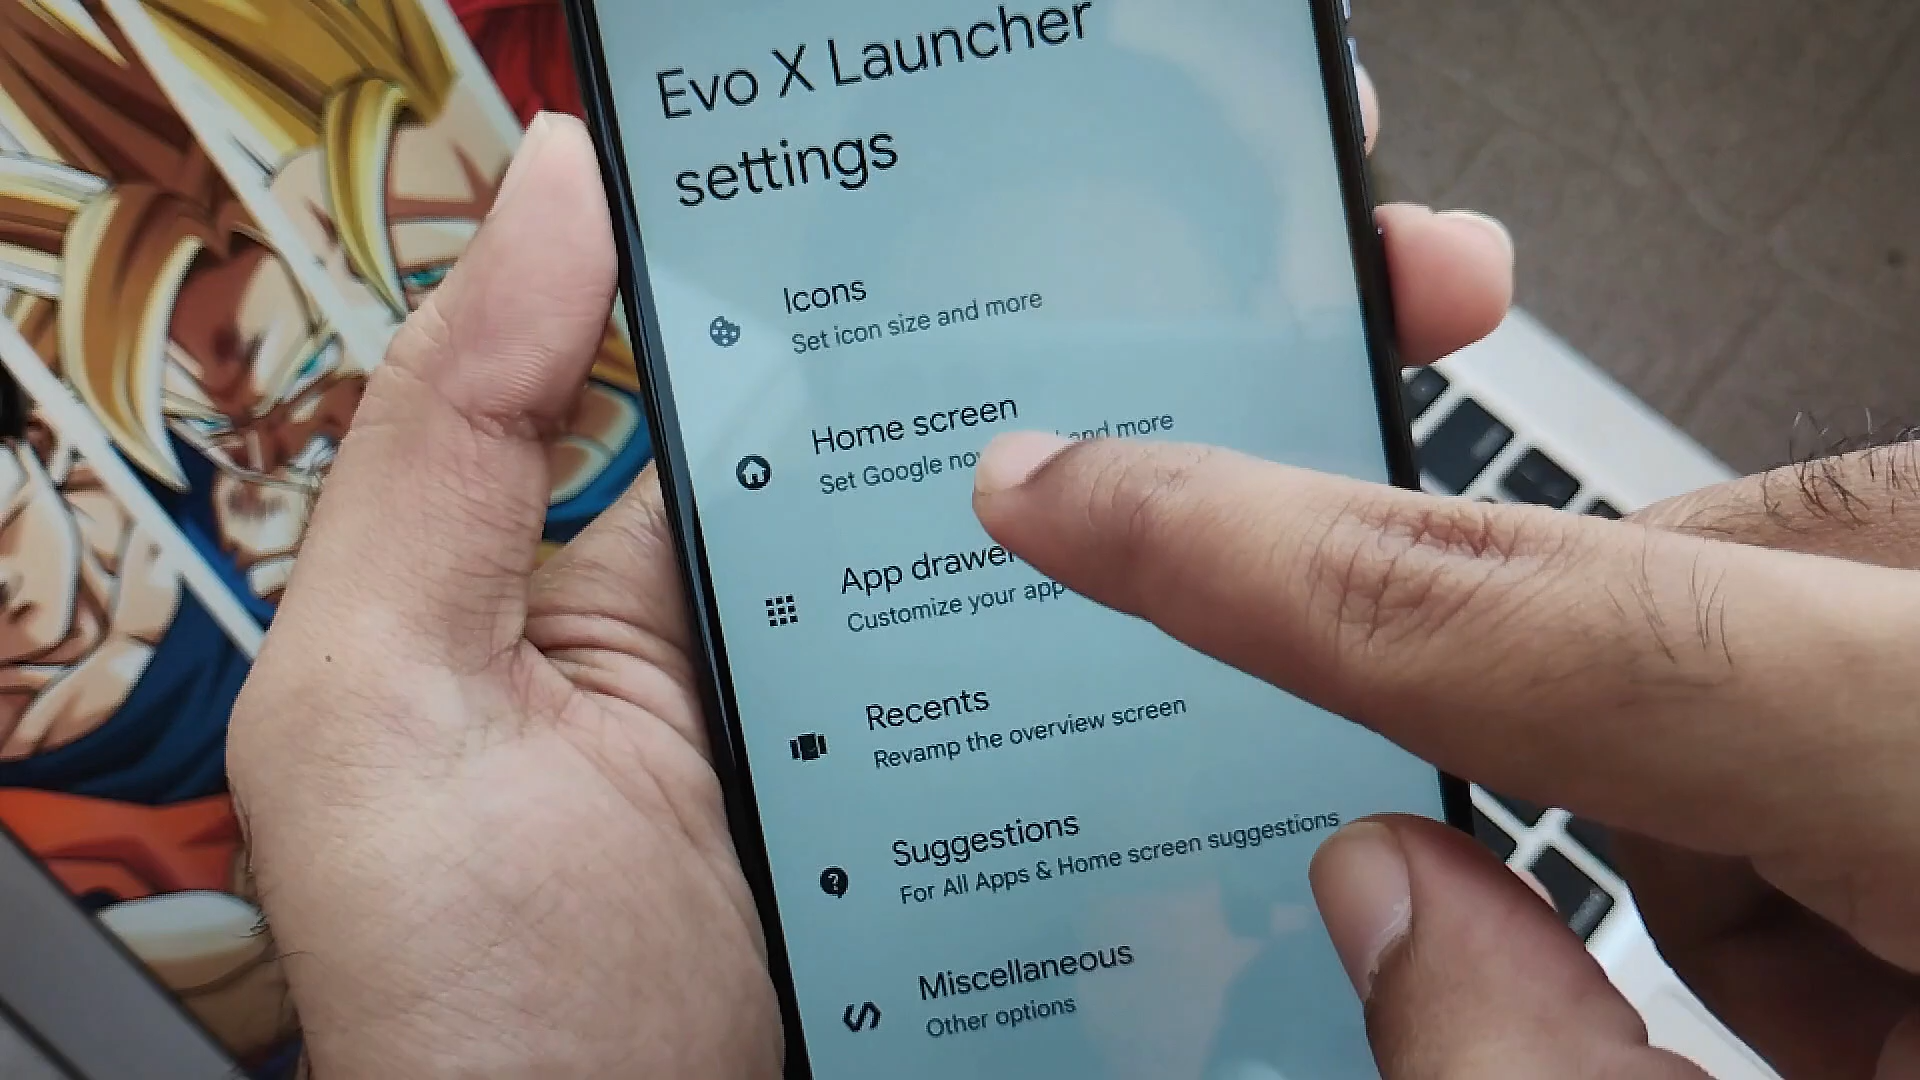 Evo X Launcher
settings
Icons
Set icon size and more
Home screen
Set Google and more
App drawer
Customize your app
Recents
Revamp the overview screen
Suggestions
For All Apps & Home screen suggestions
Miscellaneous
Other options